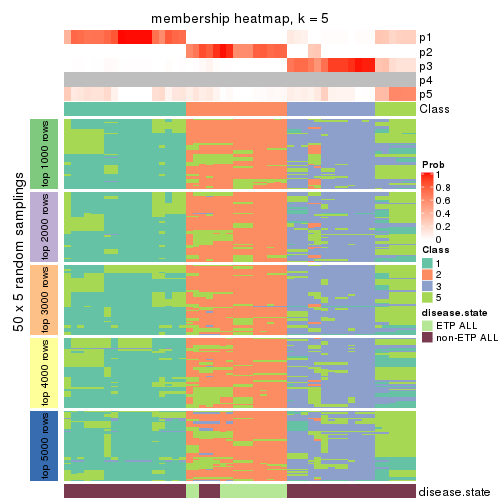 membership heatmap, k = 5
p1
p2
p3
p4
p5
Class
50 x 5 random samplings
top 1000 rows
top 2000 rows
top 3000 rows
top 4000 rows
top 5000 rows
Prob
1
0.8
0.6
0.4
0.2
0
Class
1
2
3
5
disease.state
ETP ALL
non-ETP ALL
disease.state